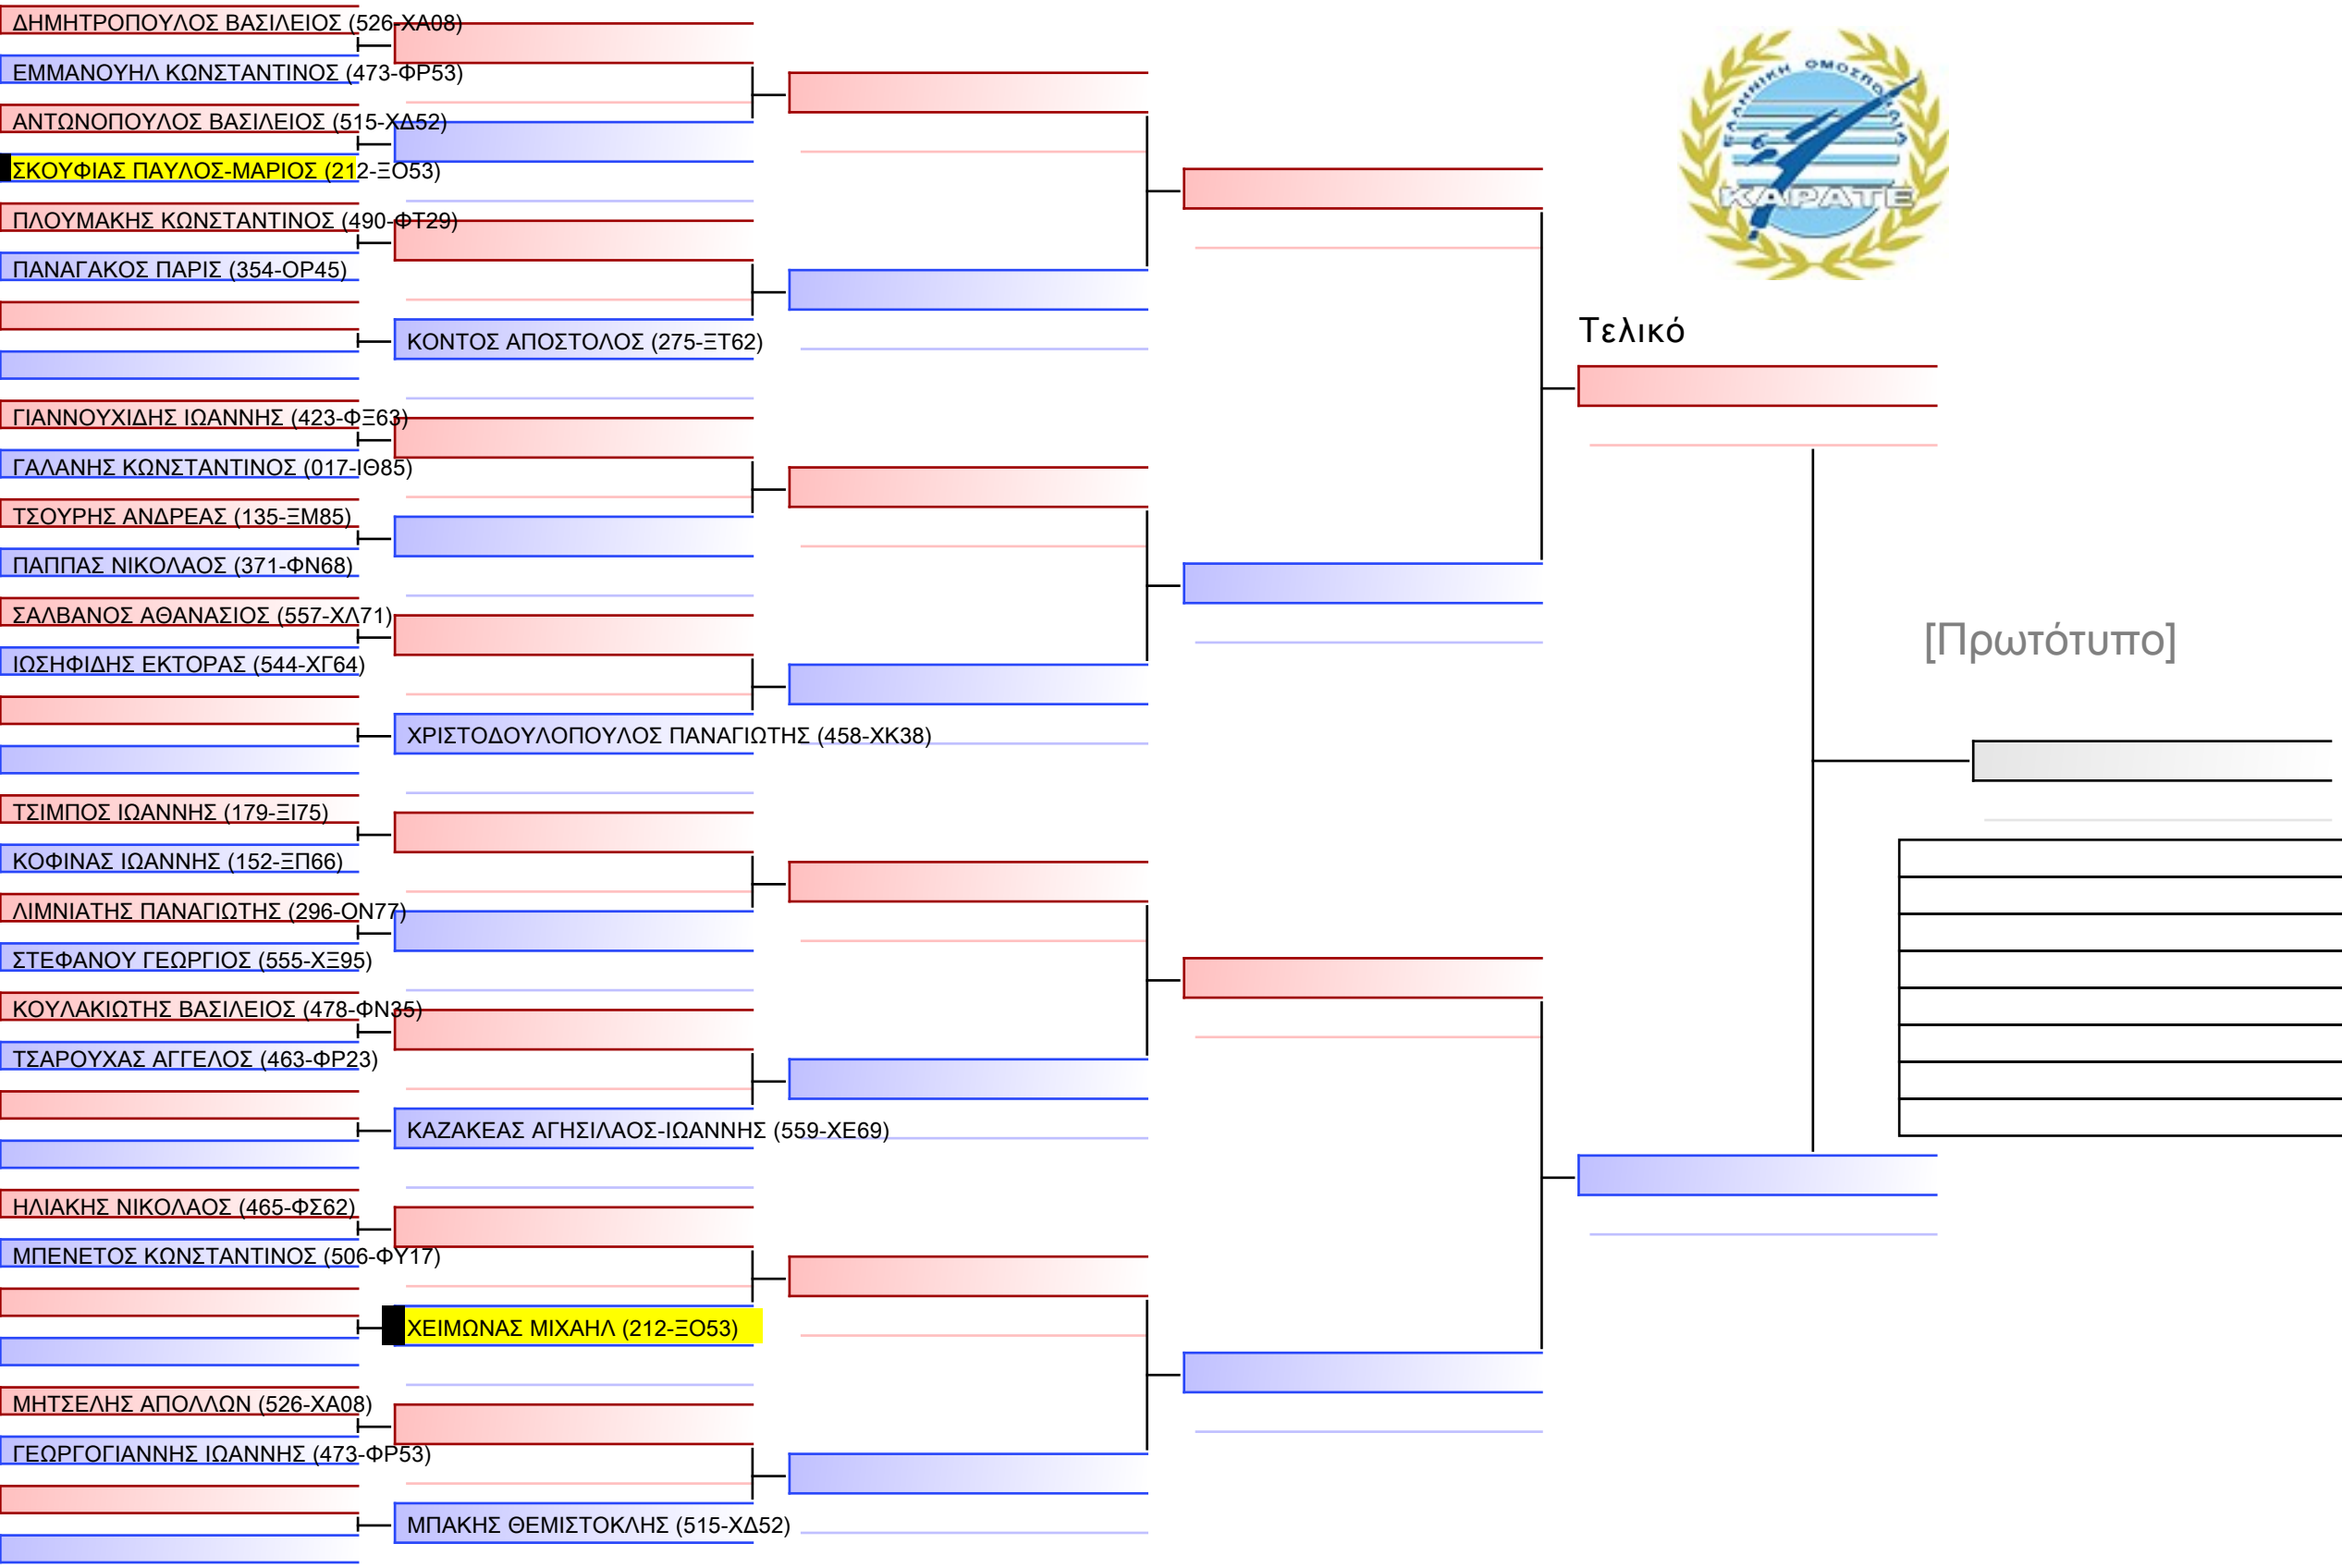 ΔΗΜΗΤΡΟΠΟΥΛΟΣ ΒΑΣΙΛΕΙΟΣ (526-ΧΑ08)
ΕΜΜΑΝΟΥΗΛ ΚΩΝΣΤΑΝΤΙΝΟΣ (473-ΦΡ53)
ΑΝΤΩΝΟΠΟΥΛΟΣ ΒΑΣΙΛΕΙΟΣ (515-ΧΔ52)
ΣΚΟΥΦΙΑΣ ΠΑΥΛΟΣ-ΜΑΡΙΟΣ (212-ΞΟ53)
ΠΛΟΥΜΑΚΗΣ ΚΩΝΣΤΑΝΤΙΝΟΣ (490-ΦΤ29)
ΠΑΝΑΓΑΚΟΣ ΠΑΡΙΣ (354-ΟΡ45)
ΚΟΝΤΟΣ ΑΠΟΣΤΟΛΟΣ (275-ΞΤ62)
ΓΙΑΝΝΟΥΧΙΔΗΣ ΙΩΑΝΝΗΣ (423-ΦΞ63)
ΓΑΛΑΝΗΣ ΚΩΝΣΤΑΝΤΙΝΟΣ (017-ΙΘ85)
ΤΣΟΥΡΗΣ ΑΝΔΡΕΑΣ (135-ΞΜ85)
ΠΑΠΠΑΣ ΝΙΚΟΛΑΟΣ (371-ΦΝ68)
ΣΑΛΒΑΝΟΣ ΑΘΑΝΑΣΙΟΣ (557-ΧΛ71)
ΙΩΣΗΦΙΔΗΣ ΕΚΤΟΡΑΣ (544-ΧΓ64)
ΧΡΙΣΤΟΔΟΥΛΟΠΟΥΛΟΣ ΠΑΝΑΓΙΩΤΗΣ (458-ΧΚ38)
ΤΣΙΜΠΟΣ ΙΩΑΝΝΗΣ (179-ΞΙ75)
ΚΟΦΙΝΑΣ ΙΩΑΝΝΗΣ (152-ΞΠ66)
ΛΙΜΝΙΑΤΗΣ ΠΑΝΑΓΙΩΤΗΣ (296-ΟΝ77)
ΣΤΕΦΑΝΟΥ ΓΕΩΡΓΙΟΣ (555-ΧΞ95)
ΚΟΥΛΑΚΙΩΤΗΣ ΒΑΣΙΛΕΙΟΣ (478-ΦΝ35)
ΤΣΑΡΟΥΧΑΣ ΑΓΓΕΛΟΣ (463-ΦΡ23)
ΚΑΖΑΚΕΑΣ ΑΓΗΣΙΛΑΟΣ-ΙΩΑΝΝΗΣ (559-ΧΕ69)
ΗΛΙΑΚΗΣ ΝΙΚΟΛΑΟΣ (465-ΦΣ62)
ΜΠΕΝΕΤΟΣ ΚΩΝΣΤΑΝΤΙΝΟΣ (506-ΦΥ17)
ΧΕΙΜΩΝΑΣ ΜΙΧΑΗΛ (212-ΞΟ53)
ΜΗΤΣΕΛΗΣ ΑΠΟΛΛΩΝ (526-ΧΑ08)
ΓΕΩΡΓΟΓΙΑΝΝΗΣ ΙΩΑΝΝΗΣ (473-ΦΡ53)
ΜΠΑΚΗΣ ΘΕΜΙΣΤΟΚΛΗΣ (515-ΧΔ52)
ΕΛΛΗΝΙΚΗ ΟΜΟΣΠΟΝΔΙΑ
ΚΑΡΑΤΕ
Τελικό
[Πρωτότυπο]